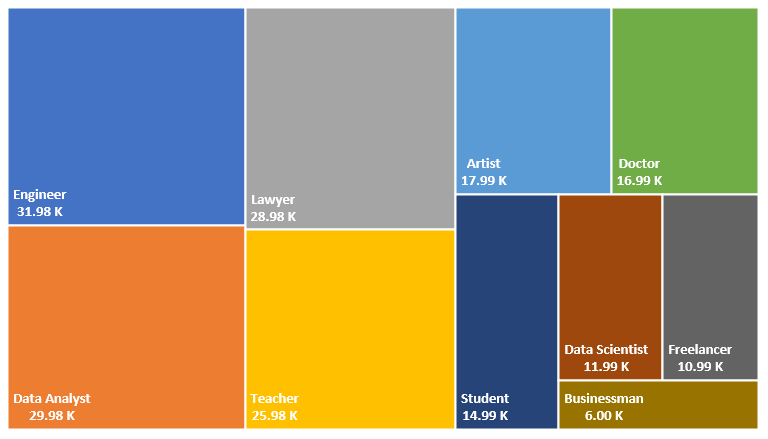 Engineer
31.98 K
Lawyer
28.98 K
Artist
17.99 K
Doctor
16.99 K
Data Analyst
29.98 K
Teacher
25.98 K
Student
14.99 K
Data Scientist
11.99 K
Freelancer
10.99 K
Businessman
6.00 K